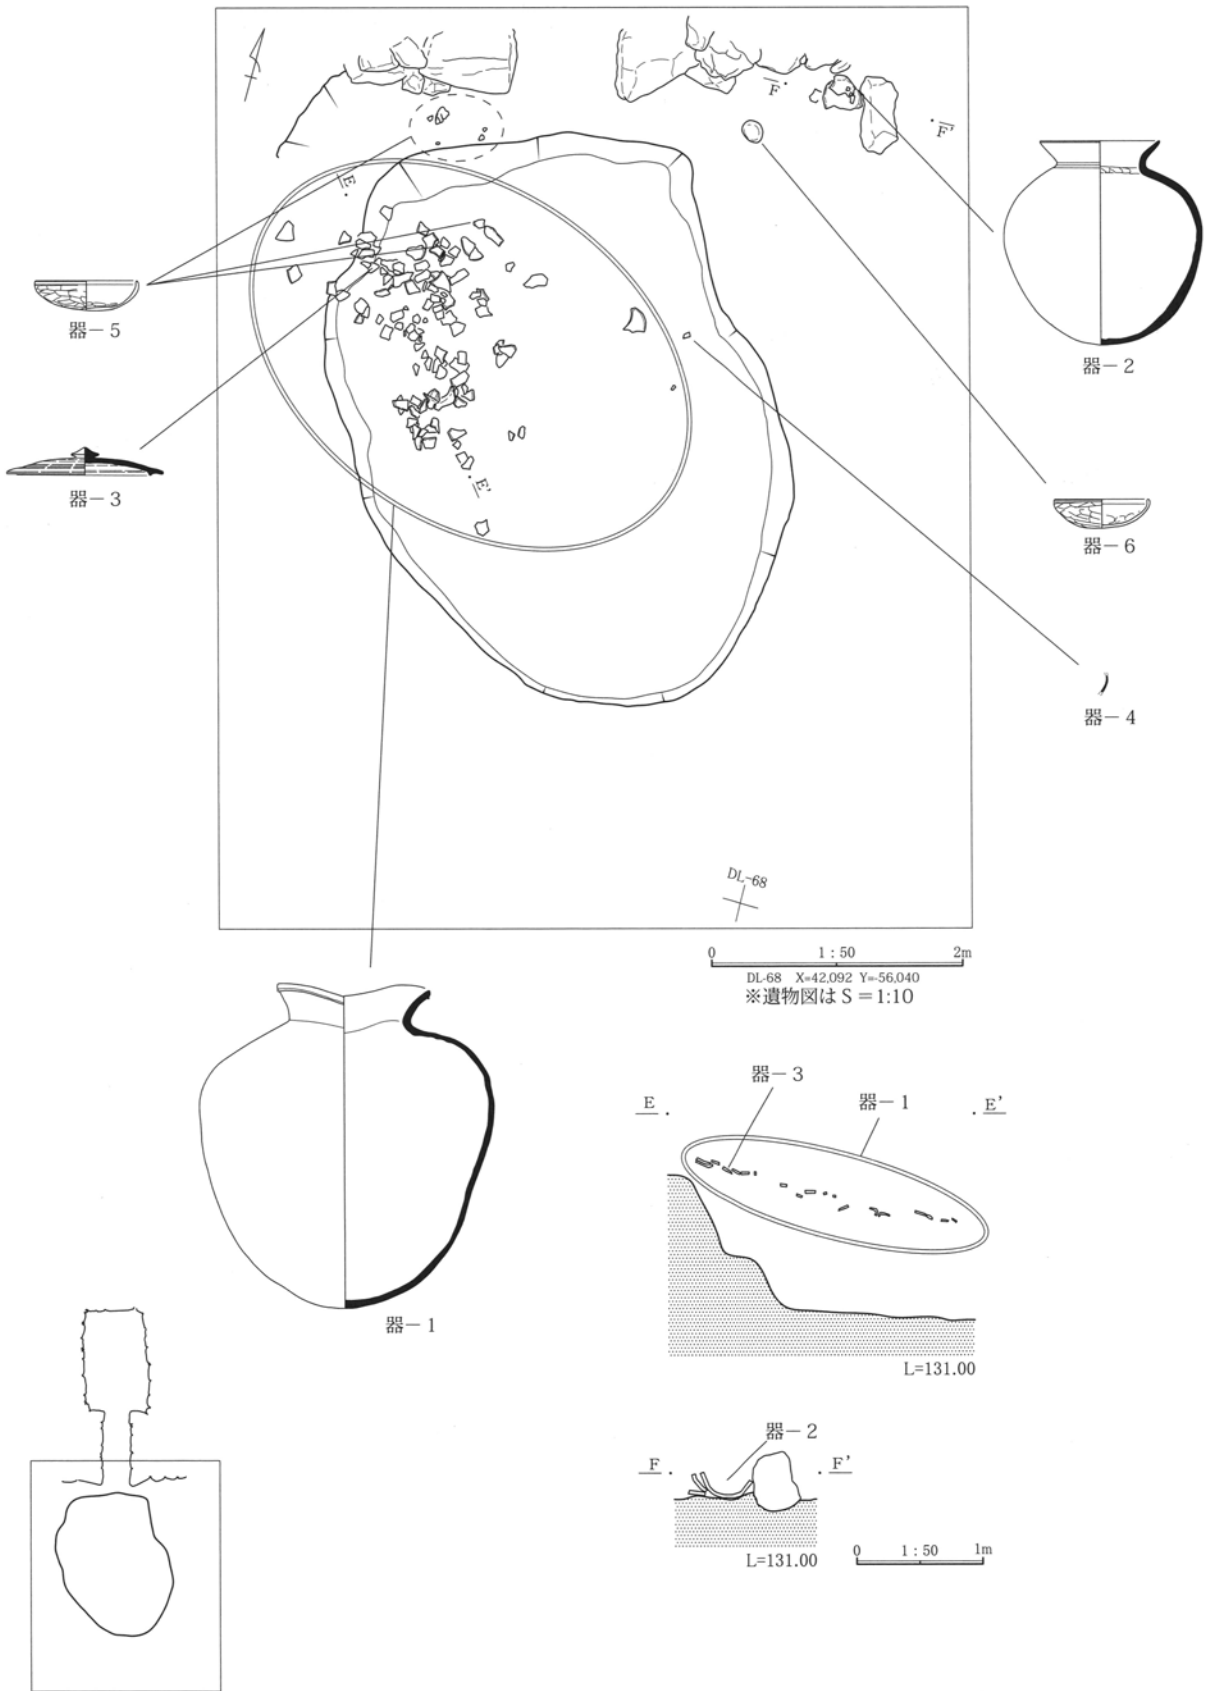 F
F'
E
器－5
器－2
器－3
E'
器－6
器－4
DL-68
0 1：50 2m
DL-68 X=42,092 Y=-56,040
※遺物図はS＝1:10
器－3
E
器－1
E'
器－1
L=131.00
器－2
F
F'
L=131.00
0 1：50 1m